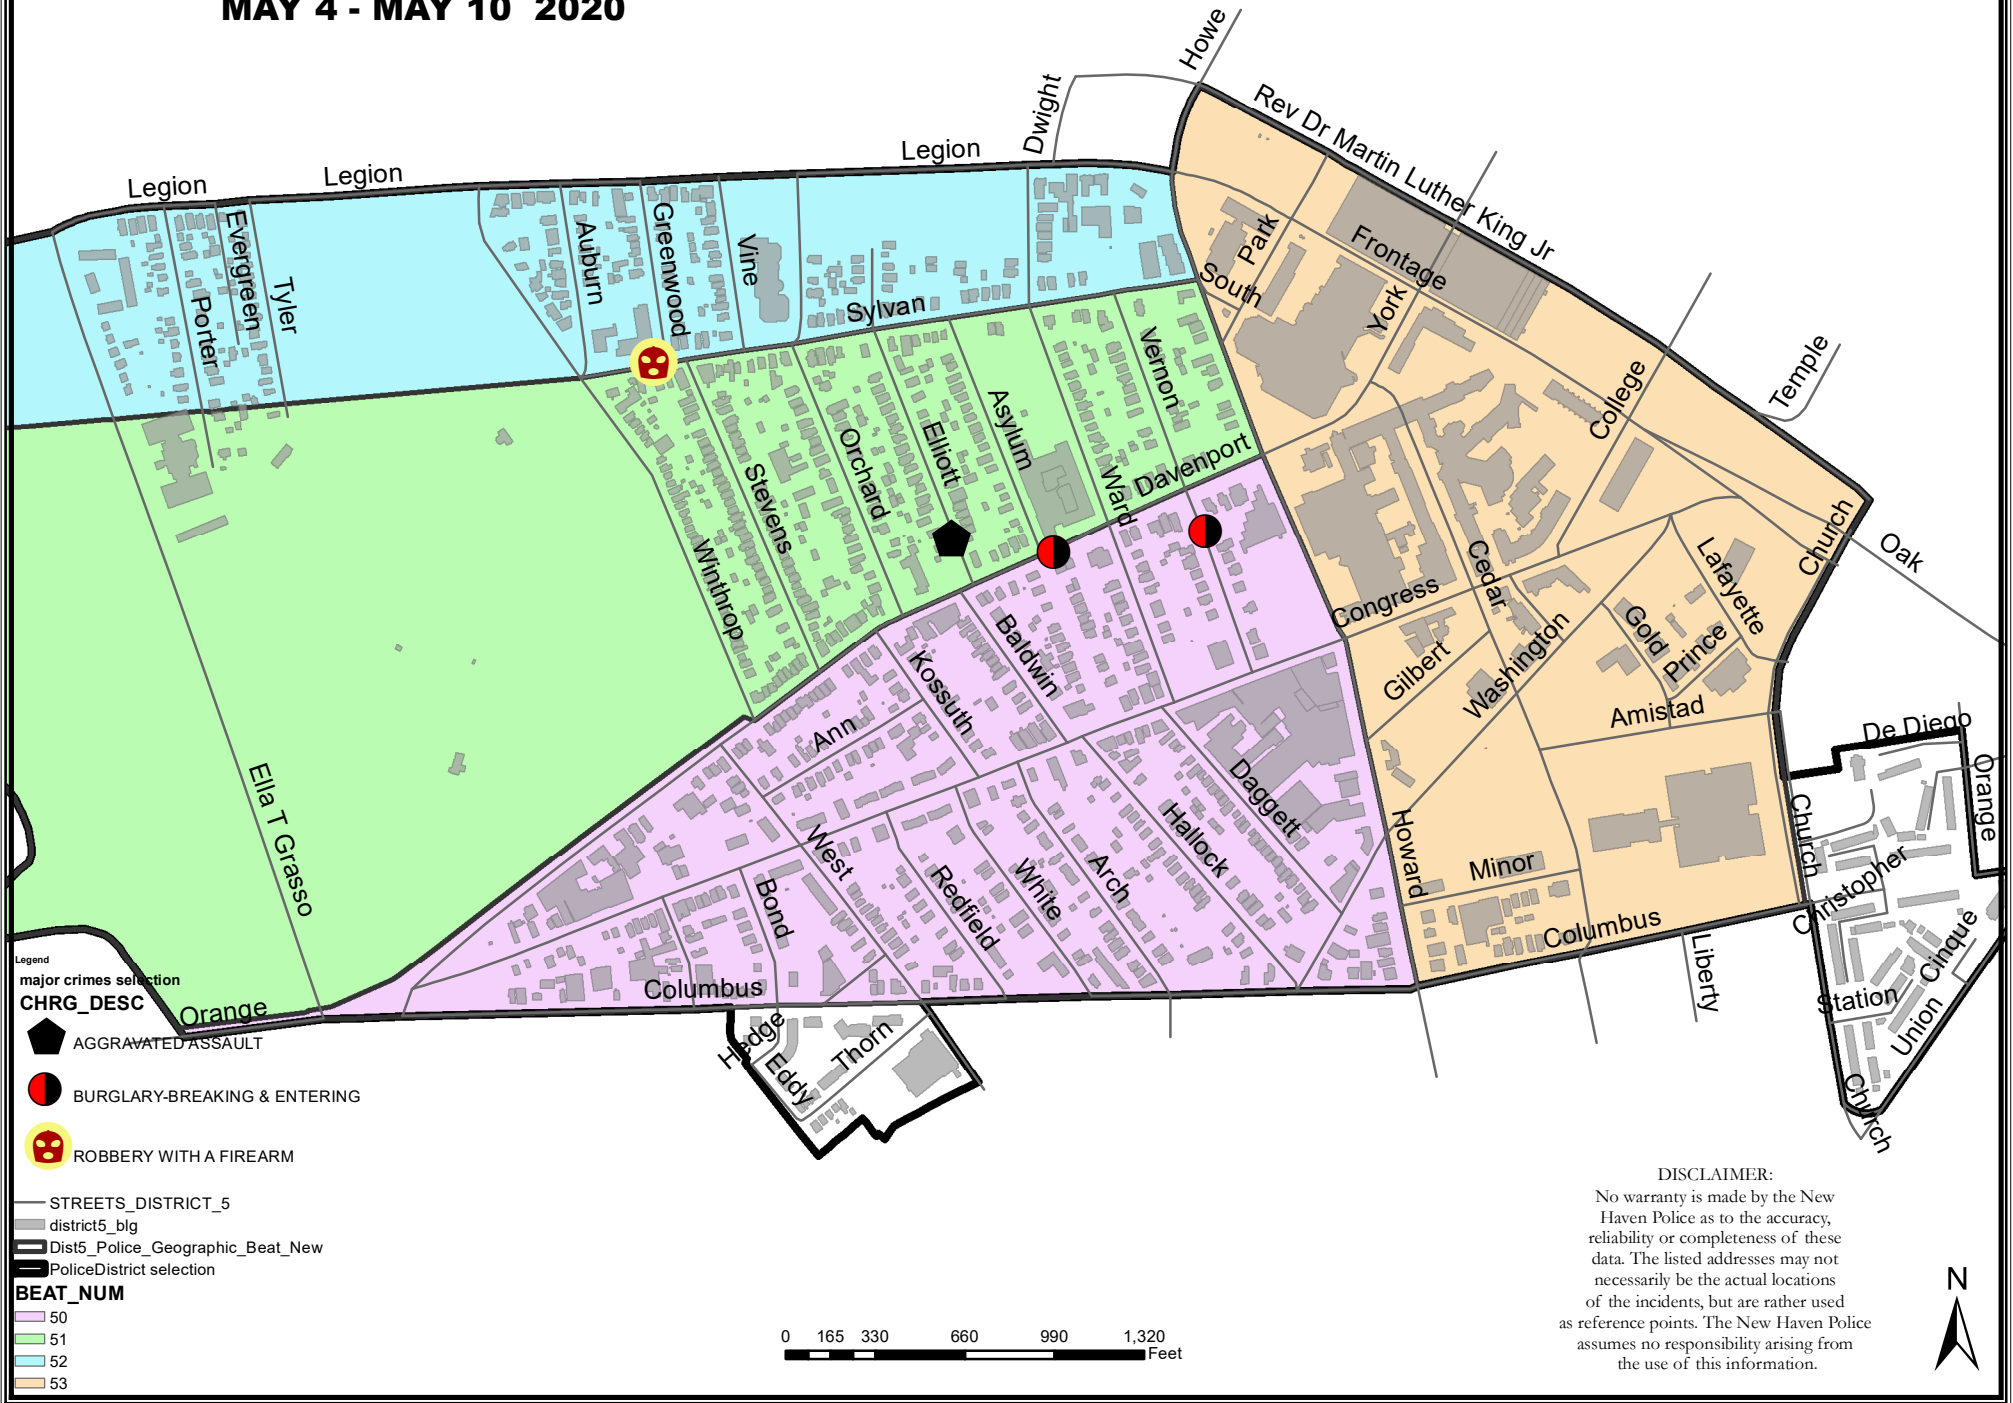 MAY 4 - MAY 10 2020
Howe
Rev Dr Martin Luther King Jr
Dwight
Legion
Legion
Legion
Evergreen
Porter
Tyler
Auburn
Greenwood
Vine
Sylvan
Park
South
Frontage
York
College
Temple
Vernon
Asylum
Elliott
Orchard
Stevens
Winthrop
Ward
Davenport
Church
Oak
Cedar
Congress
Lafayette
Gold
Prince
Washington
Gilbert
Amistad
De Diego
Orange
Baldwin
Kossuth
Ann
Ella T Grasso
Daggett
Hallock
Arch
White
Redfield
West
Bond
Howard
Minor
Columbus
Columbus
Church
Christopher
Cinque
Station
Union
Liberty
Church
Orange
Hedge
Eddy
Thorn
Legend
major crimes selection
CHRG_DESC
AGGRAVATED ASSAULT
BURGLARY-BREAKING & ENTERING
ROBBERY WITH A FIREARM
STREETS_DISTRICT_5
district5_blg
Dist5_Police_Geographic_Beat_New
PoliceDistrict selection
BEAT_NUM
50
51
52
53
0 165 330 660 990 1,320
Feet
DISCLAIMER:
No warranty is made by the New
Haven Police as to the accuracy,
reliability or completeness of these
data. The listed addresses may not
necessarily be the actual locations
of the incidents, but are rather used
as reference points. The New Haven Police
assumes no responsibility arising from
the use of this information.
N